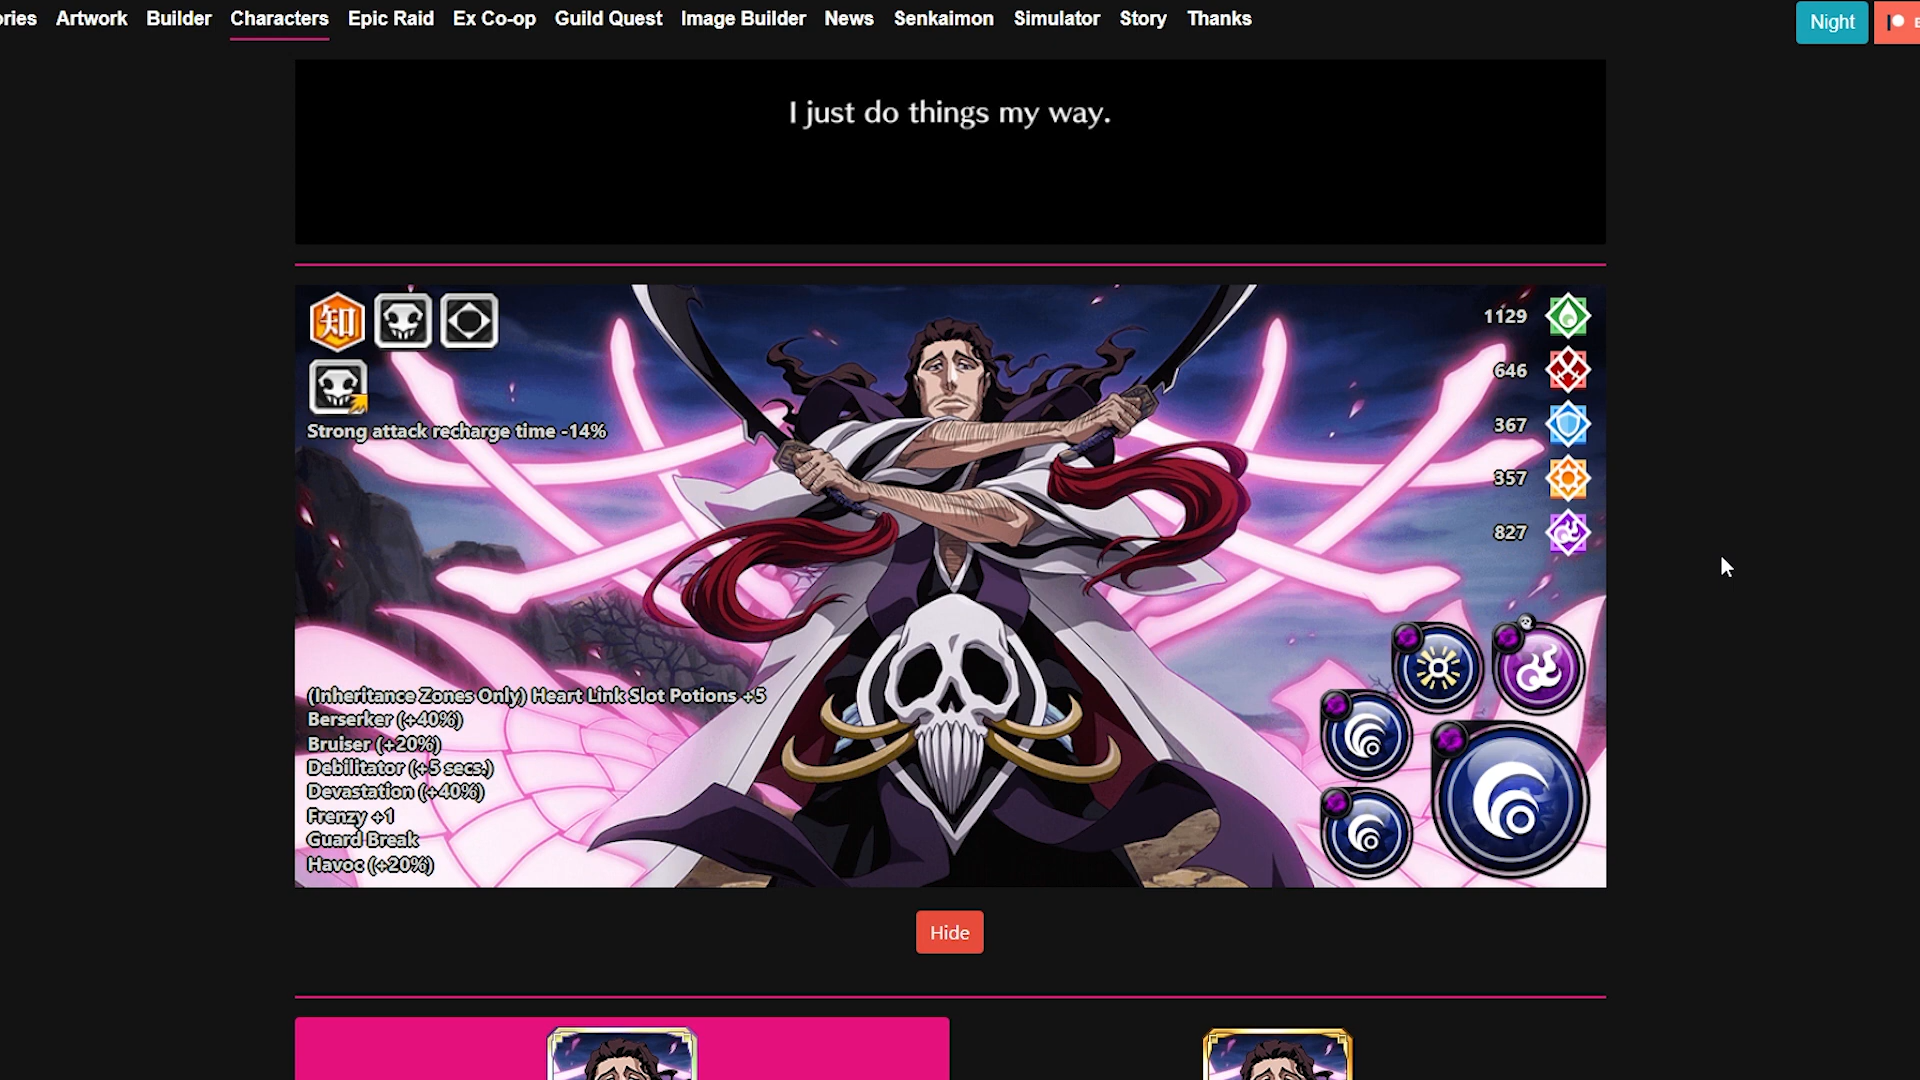 ories Artwork Builder Characters Epic Raid Ex Co-op Guild Quest Image Builder News Senkaimon Simulator Story Thanks Night
I just do things my way.
知
Strong attack recharge time -14%
1129
646
367
357
827
(Inheritance Zones Only) Heart Link Slot Potions +5
Berserker (+40%)
Bruiser (+20%)
Debilitator (+5 secs.)
Devastation (+40%)
Frenzy +1
Guard Break
Havoc (+20%)
Hide